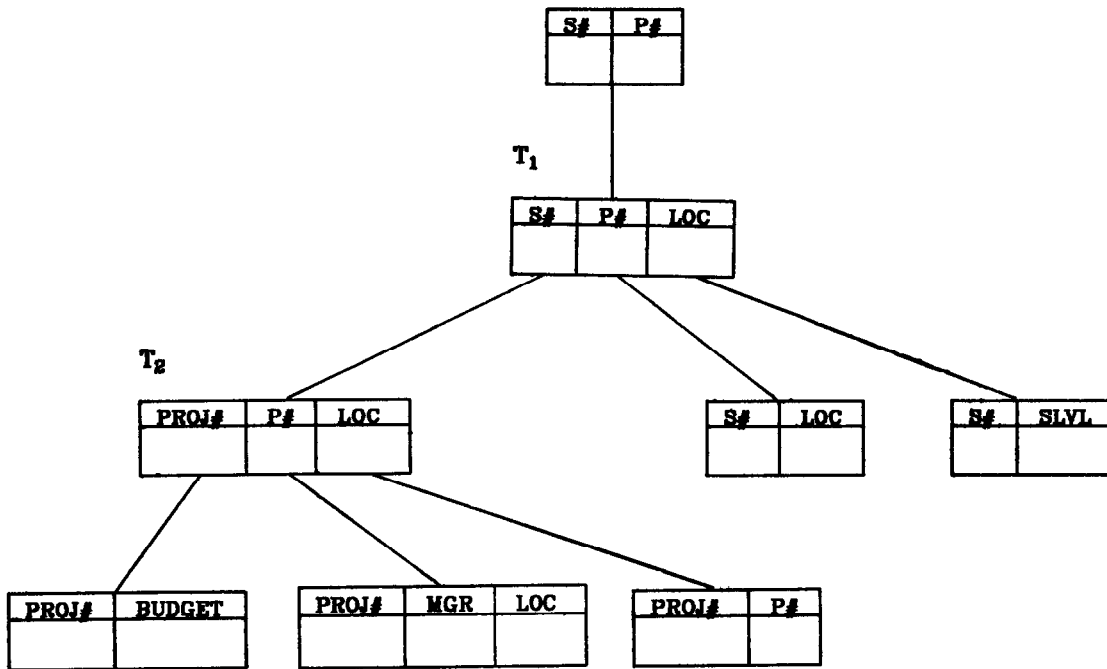 S# P#
T₁
S# P# LOC
T₂
PROJ# P# LOC
S# LOC
S# SLVL
PROJ# BUDGET
PROJ# MGR LOC
PROJ# P#